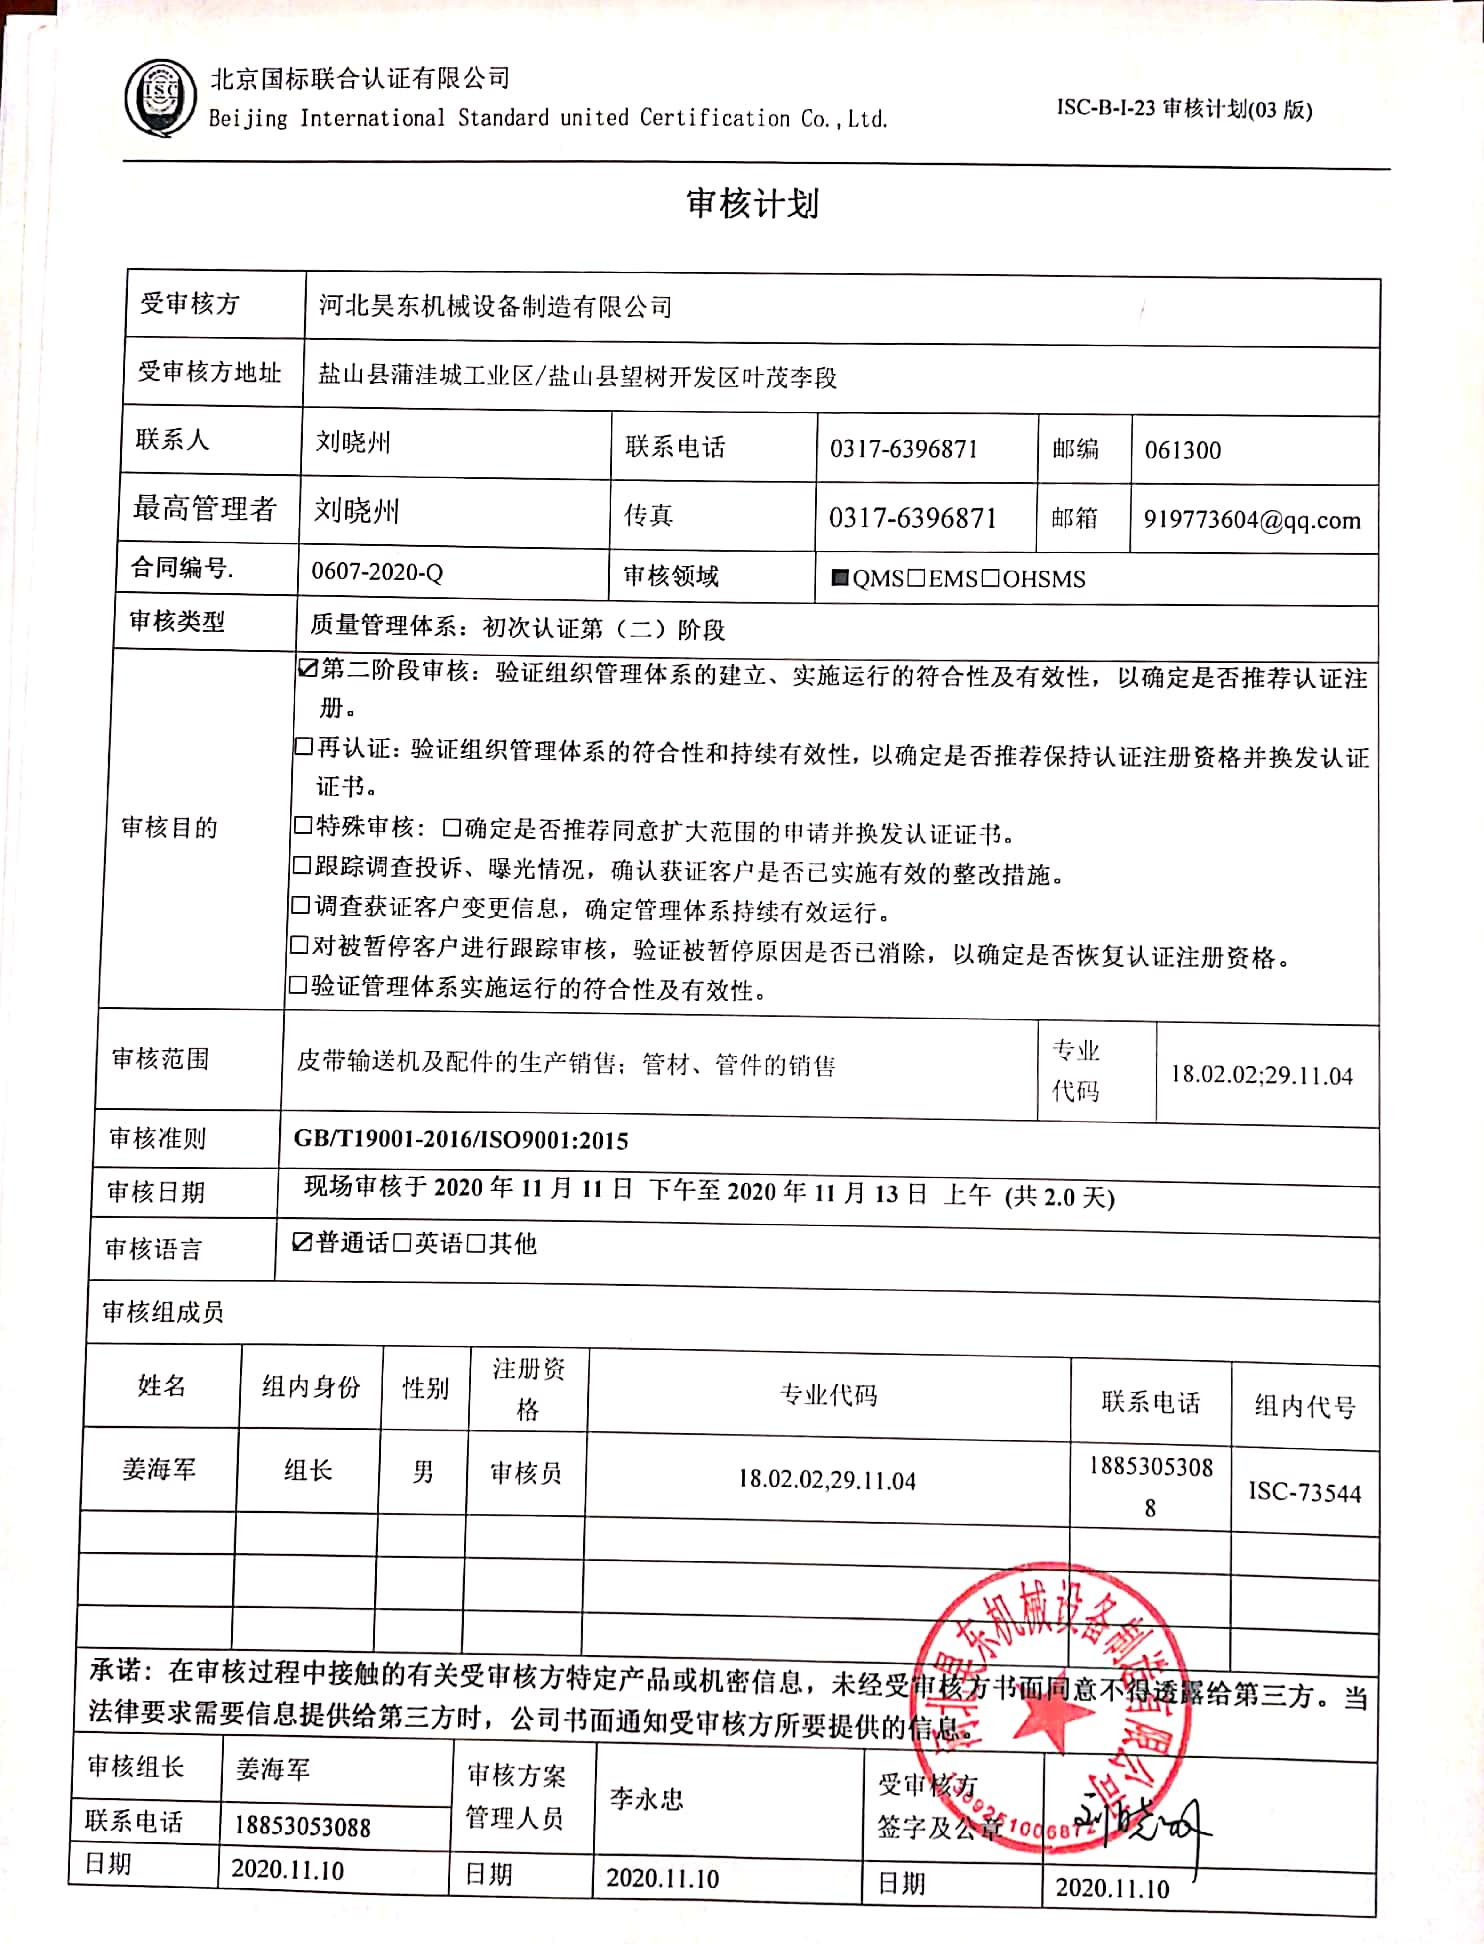 ISC
北京国标联合认证有限公司
Beijing International Standard united Certification Co.,Ltd.
ISC-B-I-23 审核计划(03 版)
审核计划
受审核方 河北昊东机械设备制造有限公司
受审核方地址 盐山县蒲洼城工业区/盐山县望树开发区叶茂李段
联系人 刘晓州 联系电话 0317-6396871 邮编 061300
最高管理者 刘晓州 传真 0317-6396871 邮箱 919773604@qq.com
合同编号. 0607-2020-Q 审核领域 ■QMS□EMS□OHSMS
审核类型 质量管理体系：初次认证第（二）阶段
审核目的
☑第二阶段审核：验证组织管理体系的建立、实施运行的符合性及有效性，以确定是否推荐认证注
册。
□再认证：验证组织管理体系的符合性和持续有效性，以确定是否推荐保持认证注册资格并换发认证
证书。
□特殊审核：□确定是否推荐同意扩大范围的申请并换发认证证书。
□跟踪调查投诉、曝光情况，确认获证客户是否已实施有效的整改措施。
□调查获证客户变更信息，确定管理体系持续有效运行。
□对被暂停客户进行跟踪审核，验证被暂停原因是否已消除，以确定是否恢复认证注册资格。
□验证管理体系实施运行的符合性及有效性。
审核范围 皮带输送机及配件的生产销售；管材、管件的销售 专业
代码 18.02.02;29.11.04
审核准则 GB/T19001-2016/ISO9001:2015
审核日期 现场审核于 2020 年 11 月 11 日 下午至 2020 年 11 月 13 日 上午 (共 2.0 天)
审核语言 ☑普通话□英语□其他
审核组成员
姓名 组内身份 性别 注册资
格 专业代码 联系电话 组内代号
姜海军 组长 男 审核员 18.02.02,29.11.04 1885305308
8 ISC-73544
承诺：在审核过程中接触的有关受审核方特定产品或机密信息，未经受审核方书面同意不得透露给第三方。当
法律要求需要信息提供给第三方时，公司书面通知受审核方所要提供的信息。
河北昊东机械设备制造有限公司
审核组长 姜海军 审核方案
管理人员 李永忠 受审核方
签字及公章 刘晓州
联系电话 18853053088
日期 2020.11.10 日期 2020.11.10 日期 2020.11.10